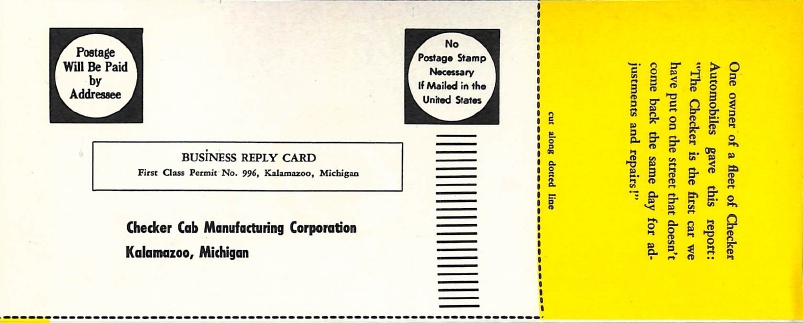 Postage
Will Be Paid
by
Addressee
No
Postage Stamp
Necessary
If Mailed in the
United States
BUSINESS REPLY CARD
First Class Permit No. 996, Kalamazoo, Michigan
Checker Cab Manufacturing Corporation
Kalamazoo, Michigan
cut along dotted line
One owner of a fleet of Checker
Automobiles gave this report:
"The Checker is the first car we
have put on the street that doesn't
come back the same day for ad-
justments and repairs!"